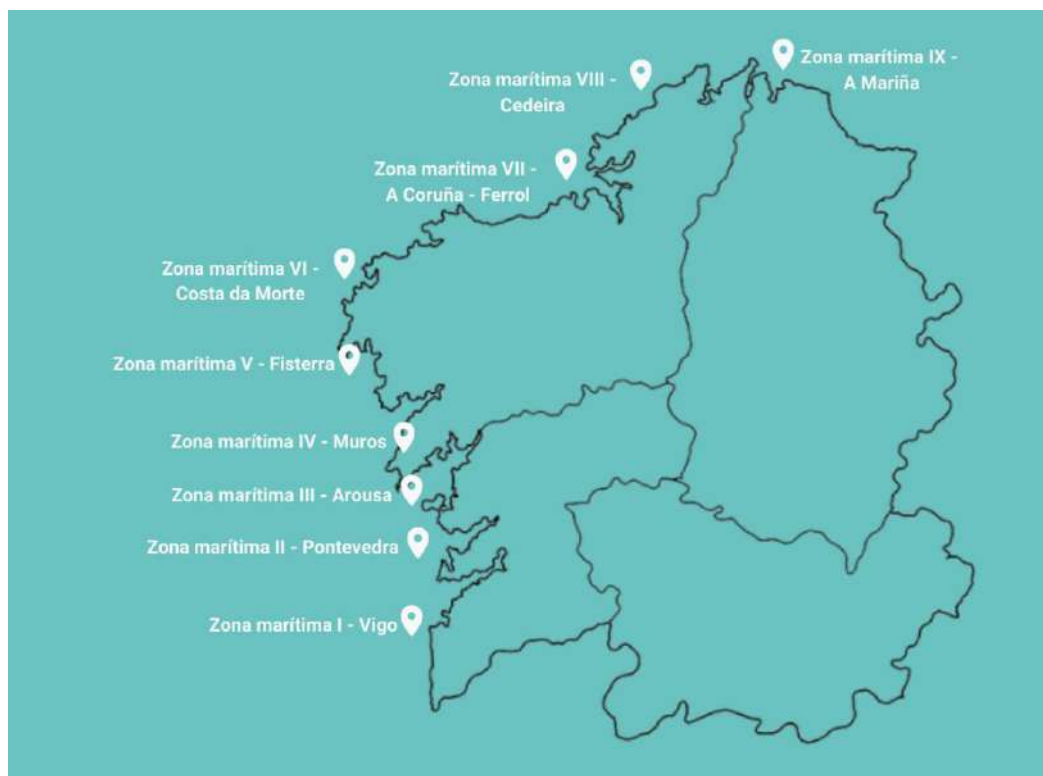 Zona marítima IX -
A Mariña
Zona marítima VIII -
Cedeira
Zona marítima VII -
A Coruña - Ferrol
Zona marítima VI -
Costa da Morte
Zona marítima V - Fisterra
Zona marítima IV - Muros
Zona marítima III - Arousa
Zona marítima II - Pontevedra
Zona marítima I - Vigo